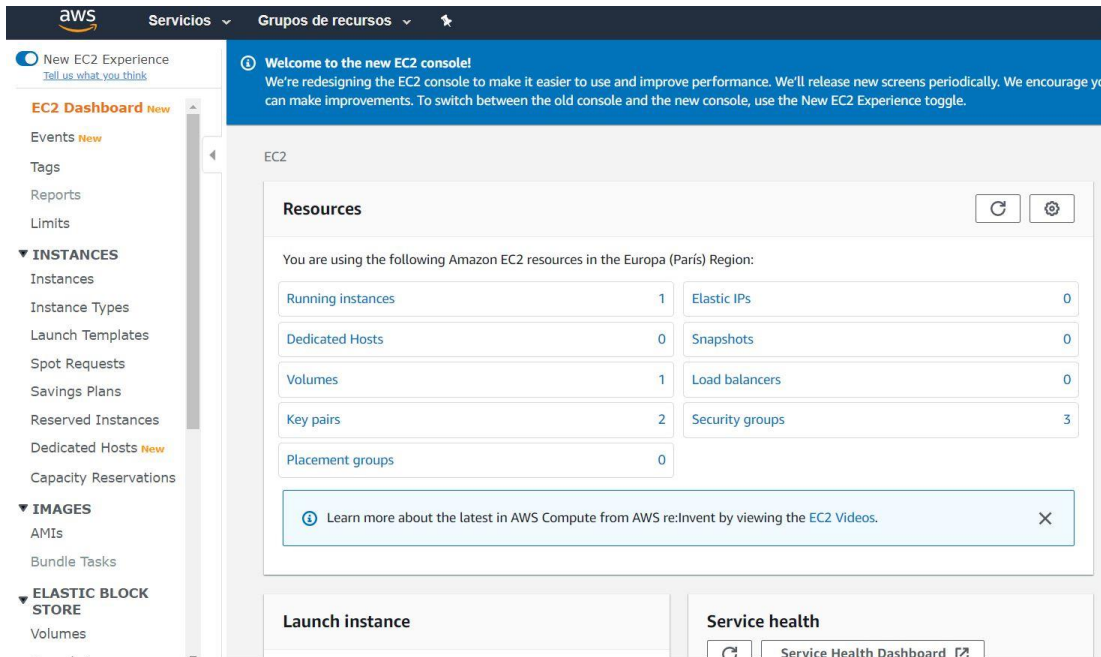 aws Servicios Grupos de recursos
New EC2 Experience
Tell us what you think
EC2 Dashboard New
Events New
Tags
Reports
Limits
INSTANCES
Instances
Instance Types
Launch Templates
Spot Requests
Savings Plans
Reserved Instances
Dedicated Hosts New
Capacity Reservations
IMAGES
AMIs
Bundle Tasks
ELASTIC BLOCK
STORE
Volumes
Welcome to the new EC2 console!
We're redesigning the EC2 console to make it easier to use and improve performance. We'll release new screens periodically. We encourage
can make improvements. To switch between the old console and the new console, use the New EC2 Experience toggle.
EC2
Resources
You are using the following Amazon EC2 resources in the Europa (París) Region:
Running instances 1 Elastic IPs 0
Dedicated Hosts 0 Snapshots 0
Volumes 1 Load balancers 0
Key pairs 2 Security groups 3
Placement groups 0
Learn more about the latest in AWS Compute from AWS re:Invent by viewing the EC2 Videos.
Launch instance
Service health
Service Health Dashboard